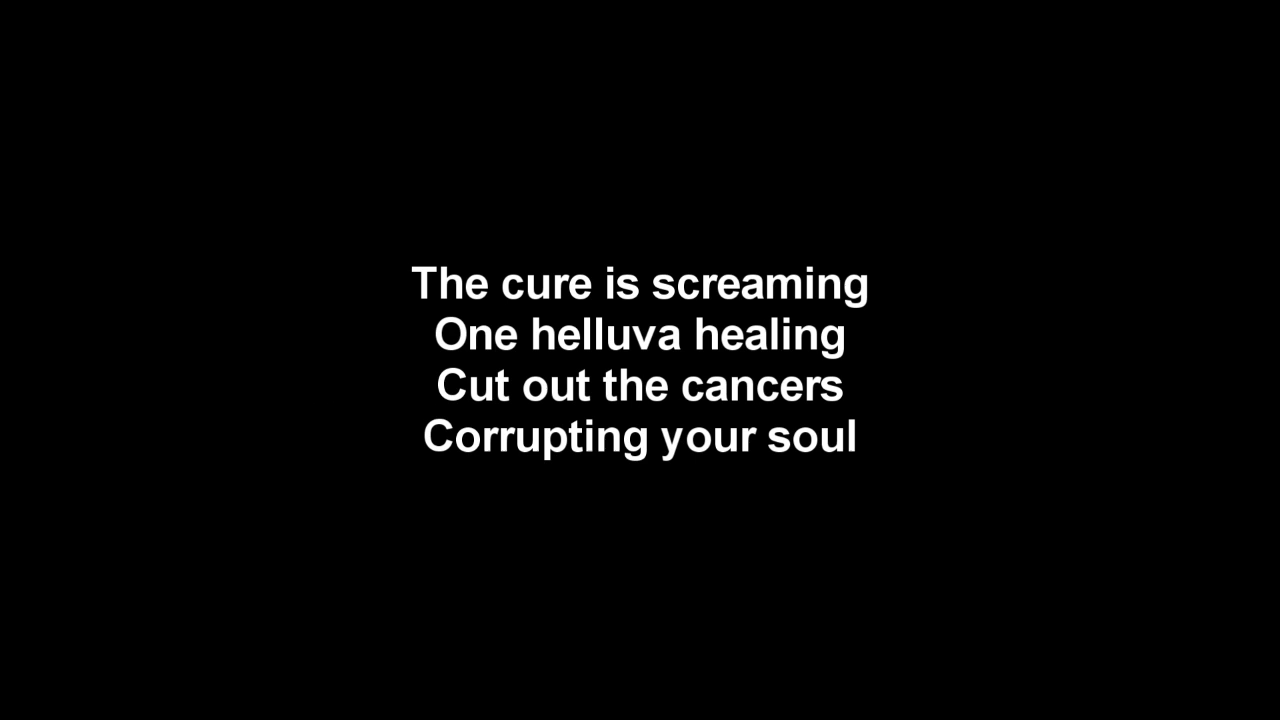 The cure is screaming
One helluva healing
Cut out the cancers
Corrupting your soul